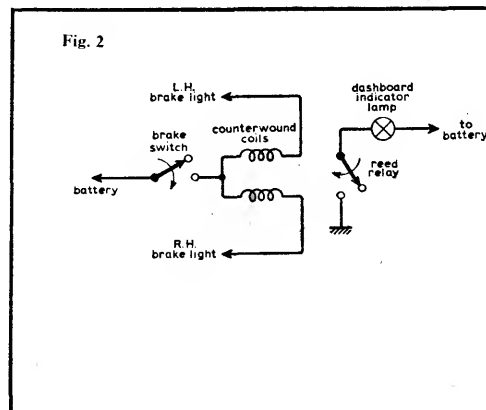 Fig. 2
L.H.
brake light
brake
switch
counterwound
coils
battery
R.H.
brake light
dashboard
indicator
lamp
to
battery
reed
relay